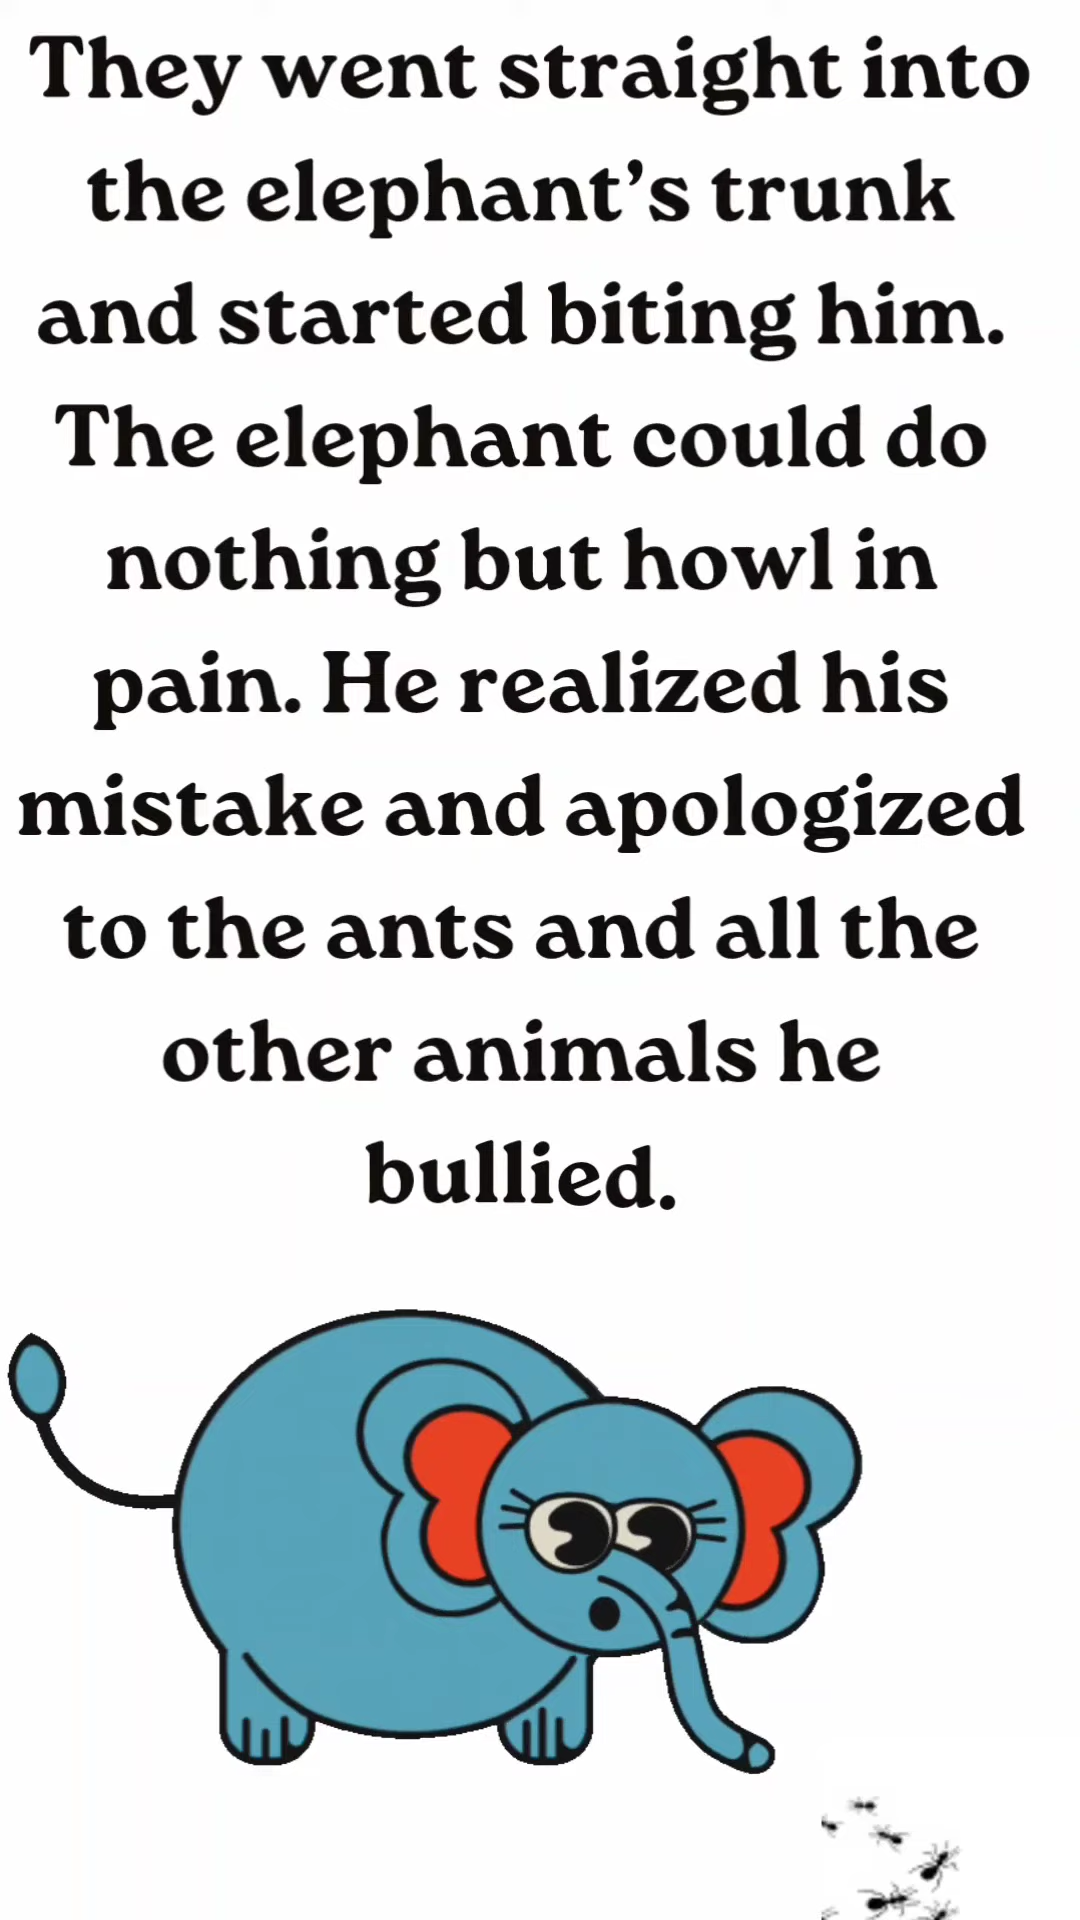 They went straight into
the elephant’s trunk
and started biting him.
The elephant could do
nothing but howl in
pain. He realized his
mistake and apologized
to the ants and all the
other animals he
bullied.